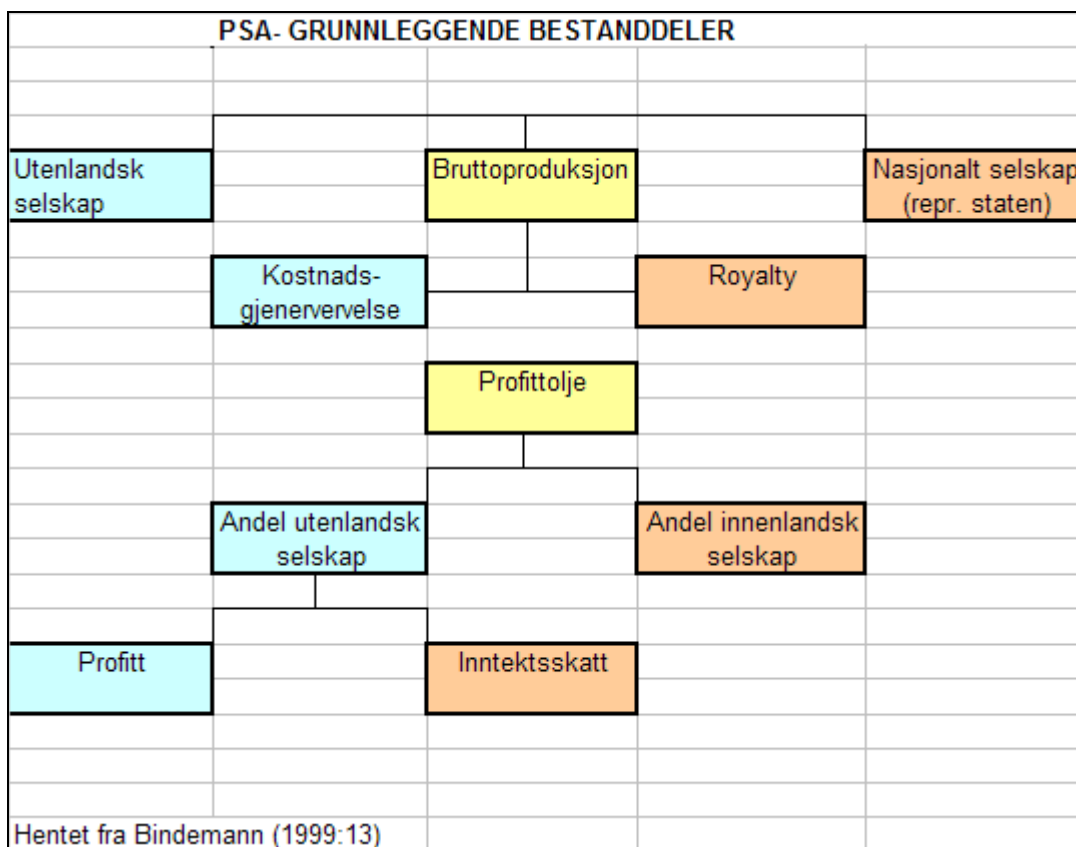 PSA- GRUNNLEGGENDE BESTANDDELER
Utenlandsk
selskap
Bruttoproduksjon
Nasjonalt selskap
(repr. staten)
Kostnads-
gjenervervelse
Royalty
Profittolje
Andel utenlandsk
selskap
Andel innenlandsk
selskap
Profitt
Inntektsskatt
Hentet fra Bindemann (1999:13)